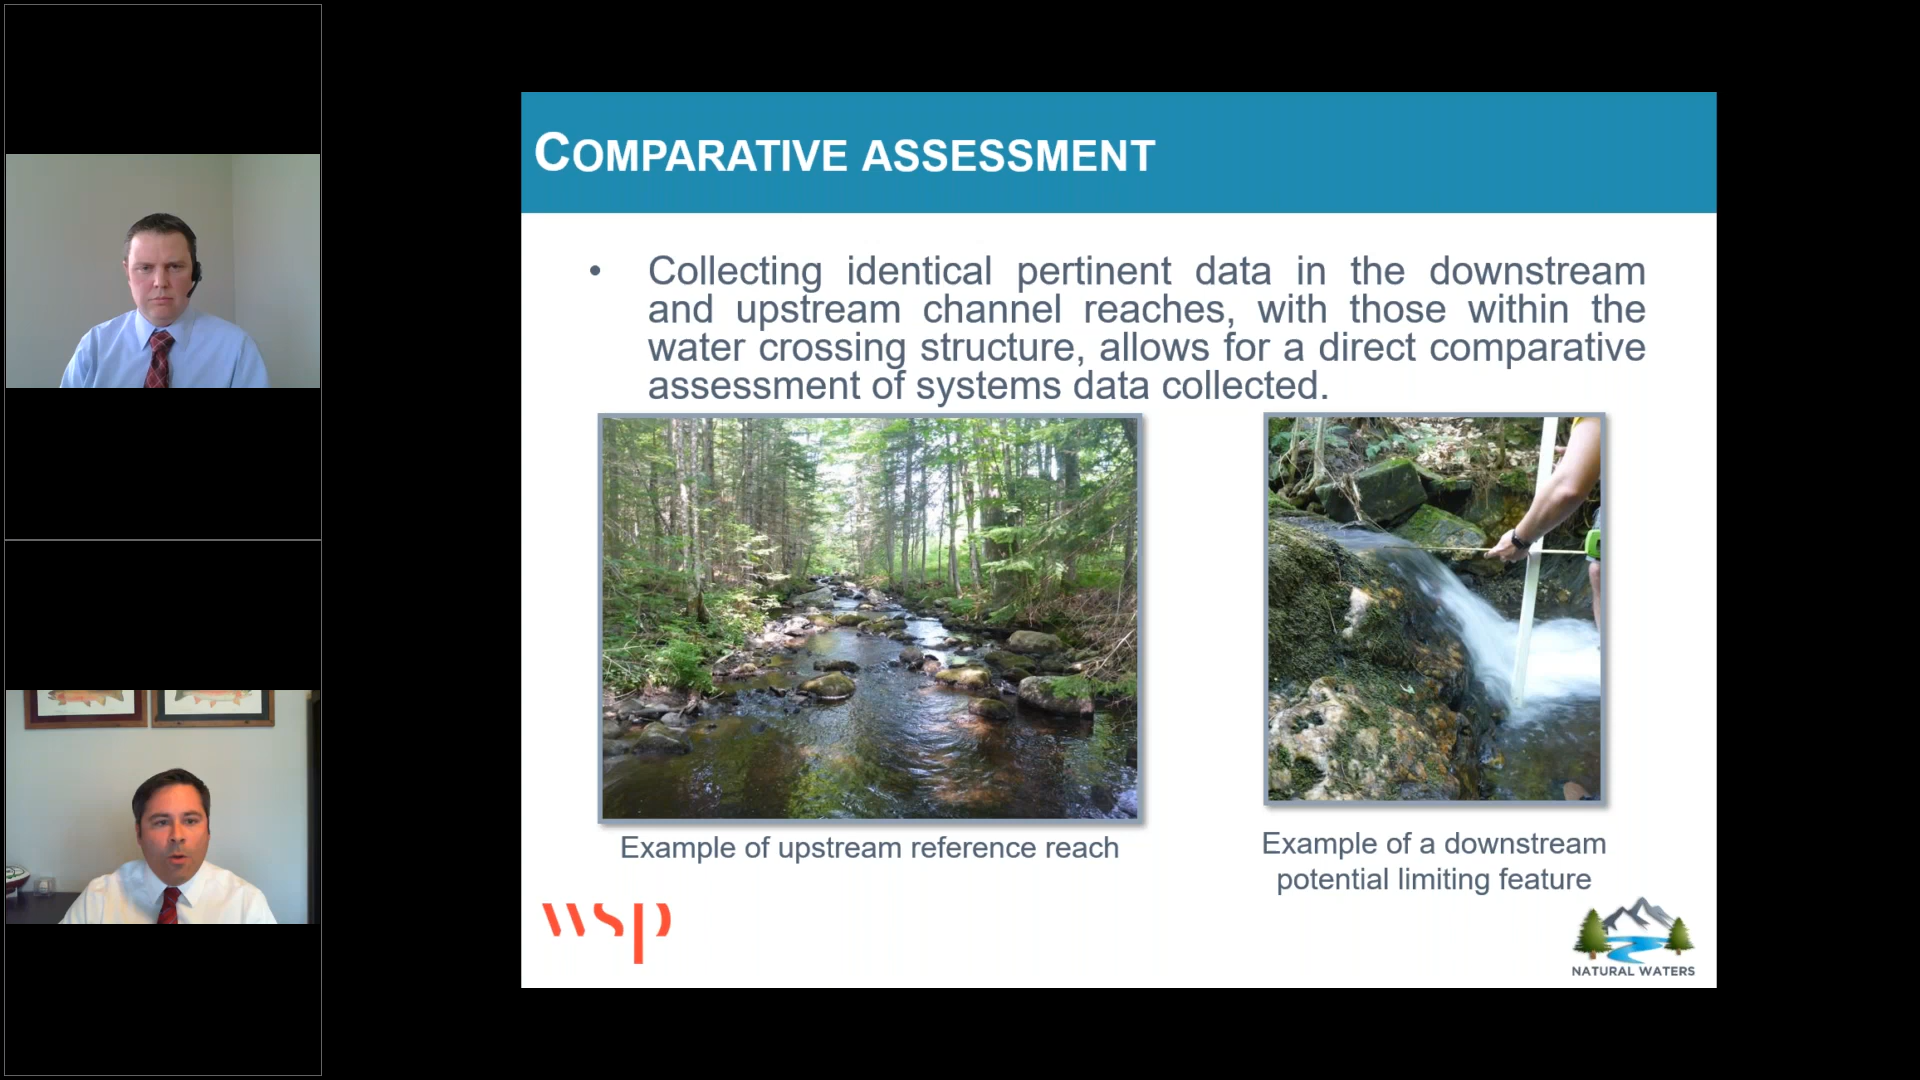 COMPARATIVE ASSESSMENT
• Collecting identical pertinent data in the downstream
and upstream channel reaches, with those within the
water crossing structure, allows for a direct comparative
assessment of systems data collected.
Example of upstream reference reach
Example of a downstream
potential limiting feature
wsp
NATURAL WATERS